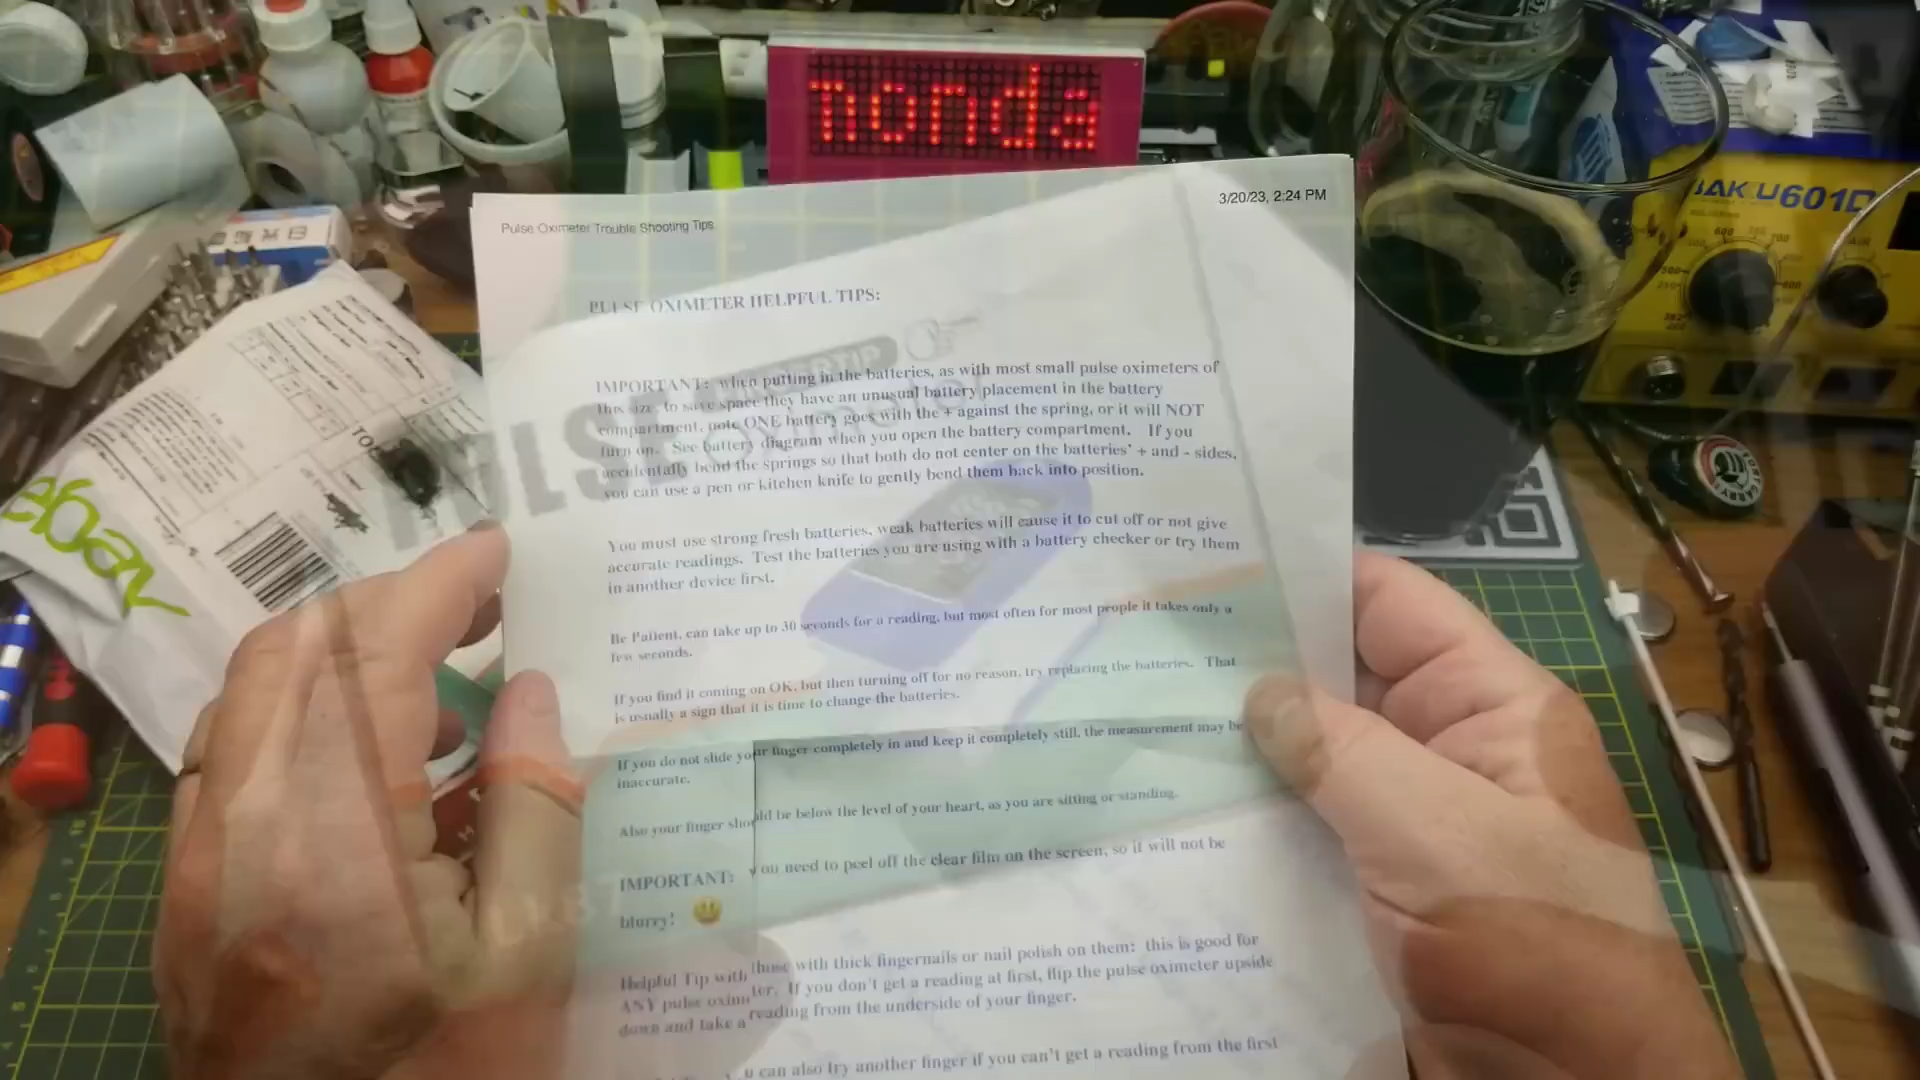 monda
3/20/23, 2:24 PM
Pulse Oximeter Trouble Shooting Tips
BAKU601D
PULSE OXIMETER HELPFUL TIPS:
IMPORTANT: when putting in the batteries, as with most small pulse oximeters of
this size, to save space they have an unusual battery placement in the battery
compartment, note ONE battery goes with the + against the spring, or it will NOT
turn on. See battery diagram when you open the battery compartment. If you
accidentally bend the springs so that both do not center on the batteries' + and - sides,
you can use a pen or kitchen knife to gently bend them back into position.
You must use strong fresh batteries, weak batteries will cause it to cut off or not give
accurate readings. Test the batteries you are using with a battery checker or try them
in another device first.
Be Patient, can take up to 30 seconds for a reading, but most often for most people it takes only a
few seconds.
If you find it coming on OK, but then turning off for no reason, try replacing the batteries. That
is usually a sign that it is time to change the batteries.
If you do not slide your finger completely in and keep it completely still, the measurement may be
inaccurate.
Also your finger should be below the level of your heart, as you are sitting or standing.
IMPORTANT: you need to peel off the clear film on the screen, so it will not be
blurry!
Helpful Tip with those with thick fingernails or nail polish on them: this is good for
ANY pulse oximeter. If you don't get a reading at first, flip the pulse oximeter upside
down and take a reading from the underside of your finger.
can also try another finger if you can't get a reading from the first
PULSE
FINGERTIP
ebay
TO